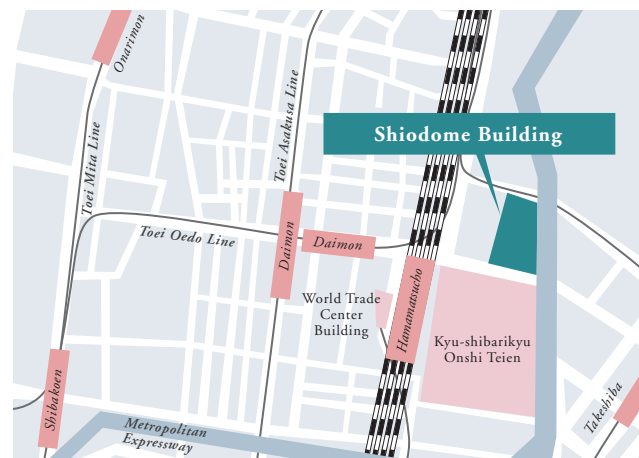 Onarimon
Shiodome Building
Toei Mita Line
Toei Asakusa Line
Toei Oedo Line
Daimon
Daimon
Hamamatsucho
World Trade
Center
Building
Kyu-shibarikyu
Onshi Teien
Shibakoen
Takeshiba
Metropolitan
Expressway